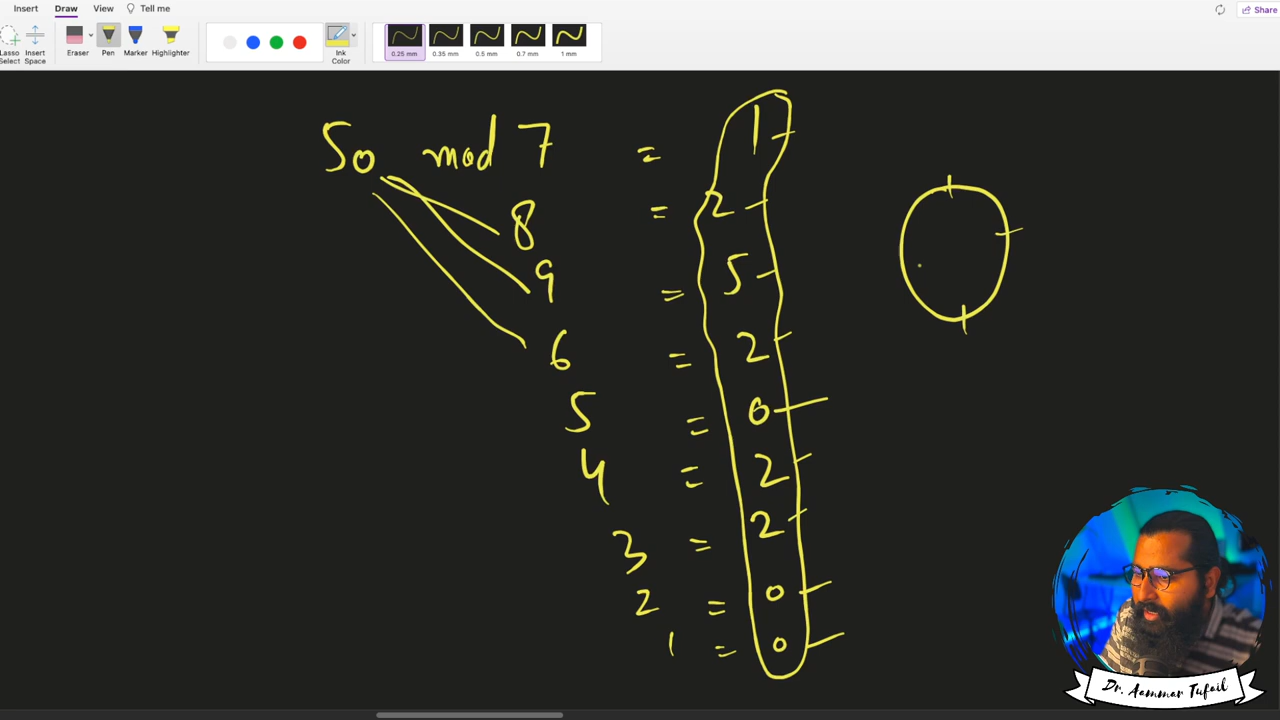 Insert Draw View Tell me
Share
Lasso Select
Insert Space
Eraser
Pen
Marker
Highlighter
Ink Color
0.25 mm
0.35 mm
0.5 mm
0.7 mm
1 mm
50 mod 7 = 1
8 = 2
9 = 5
6 = 2
5 = 0
4 = 2
3 = 2
2 = 0
1 = 0
Dr. Aammar Tufail